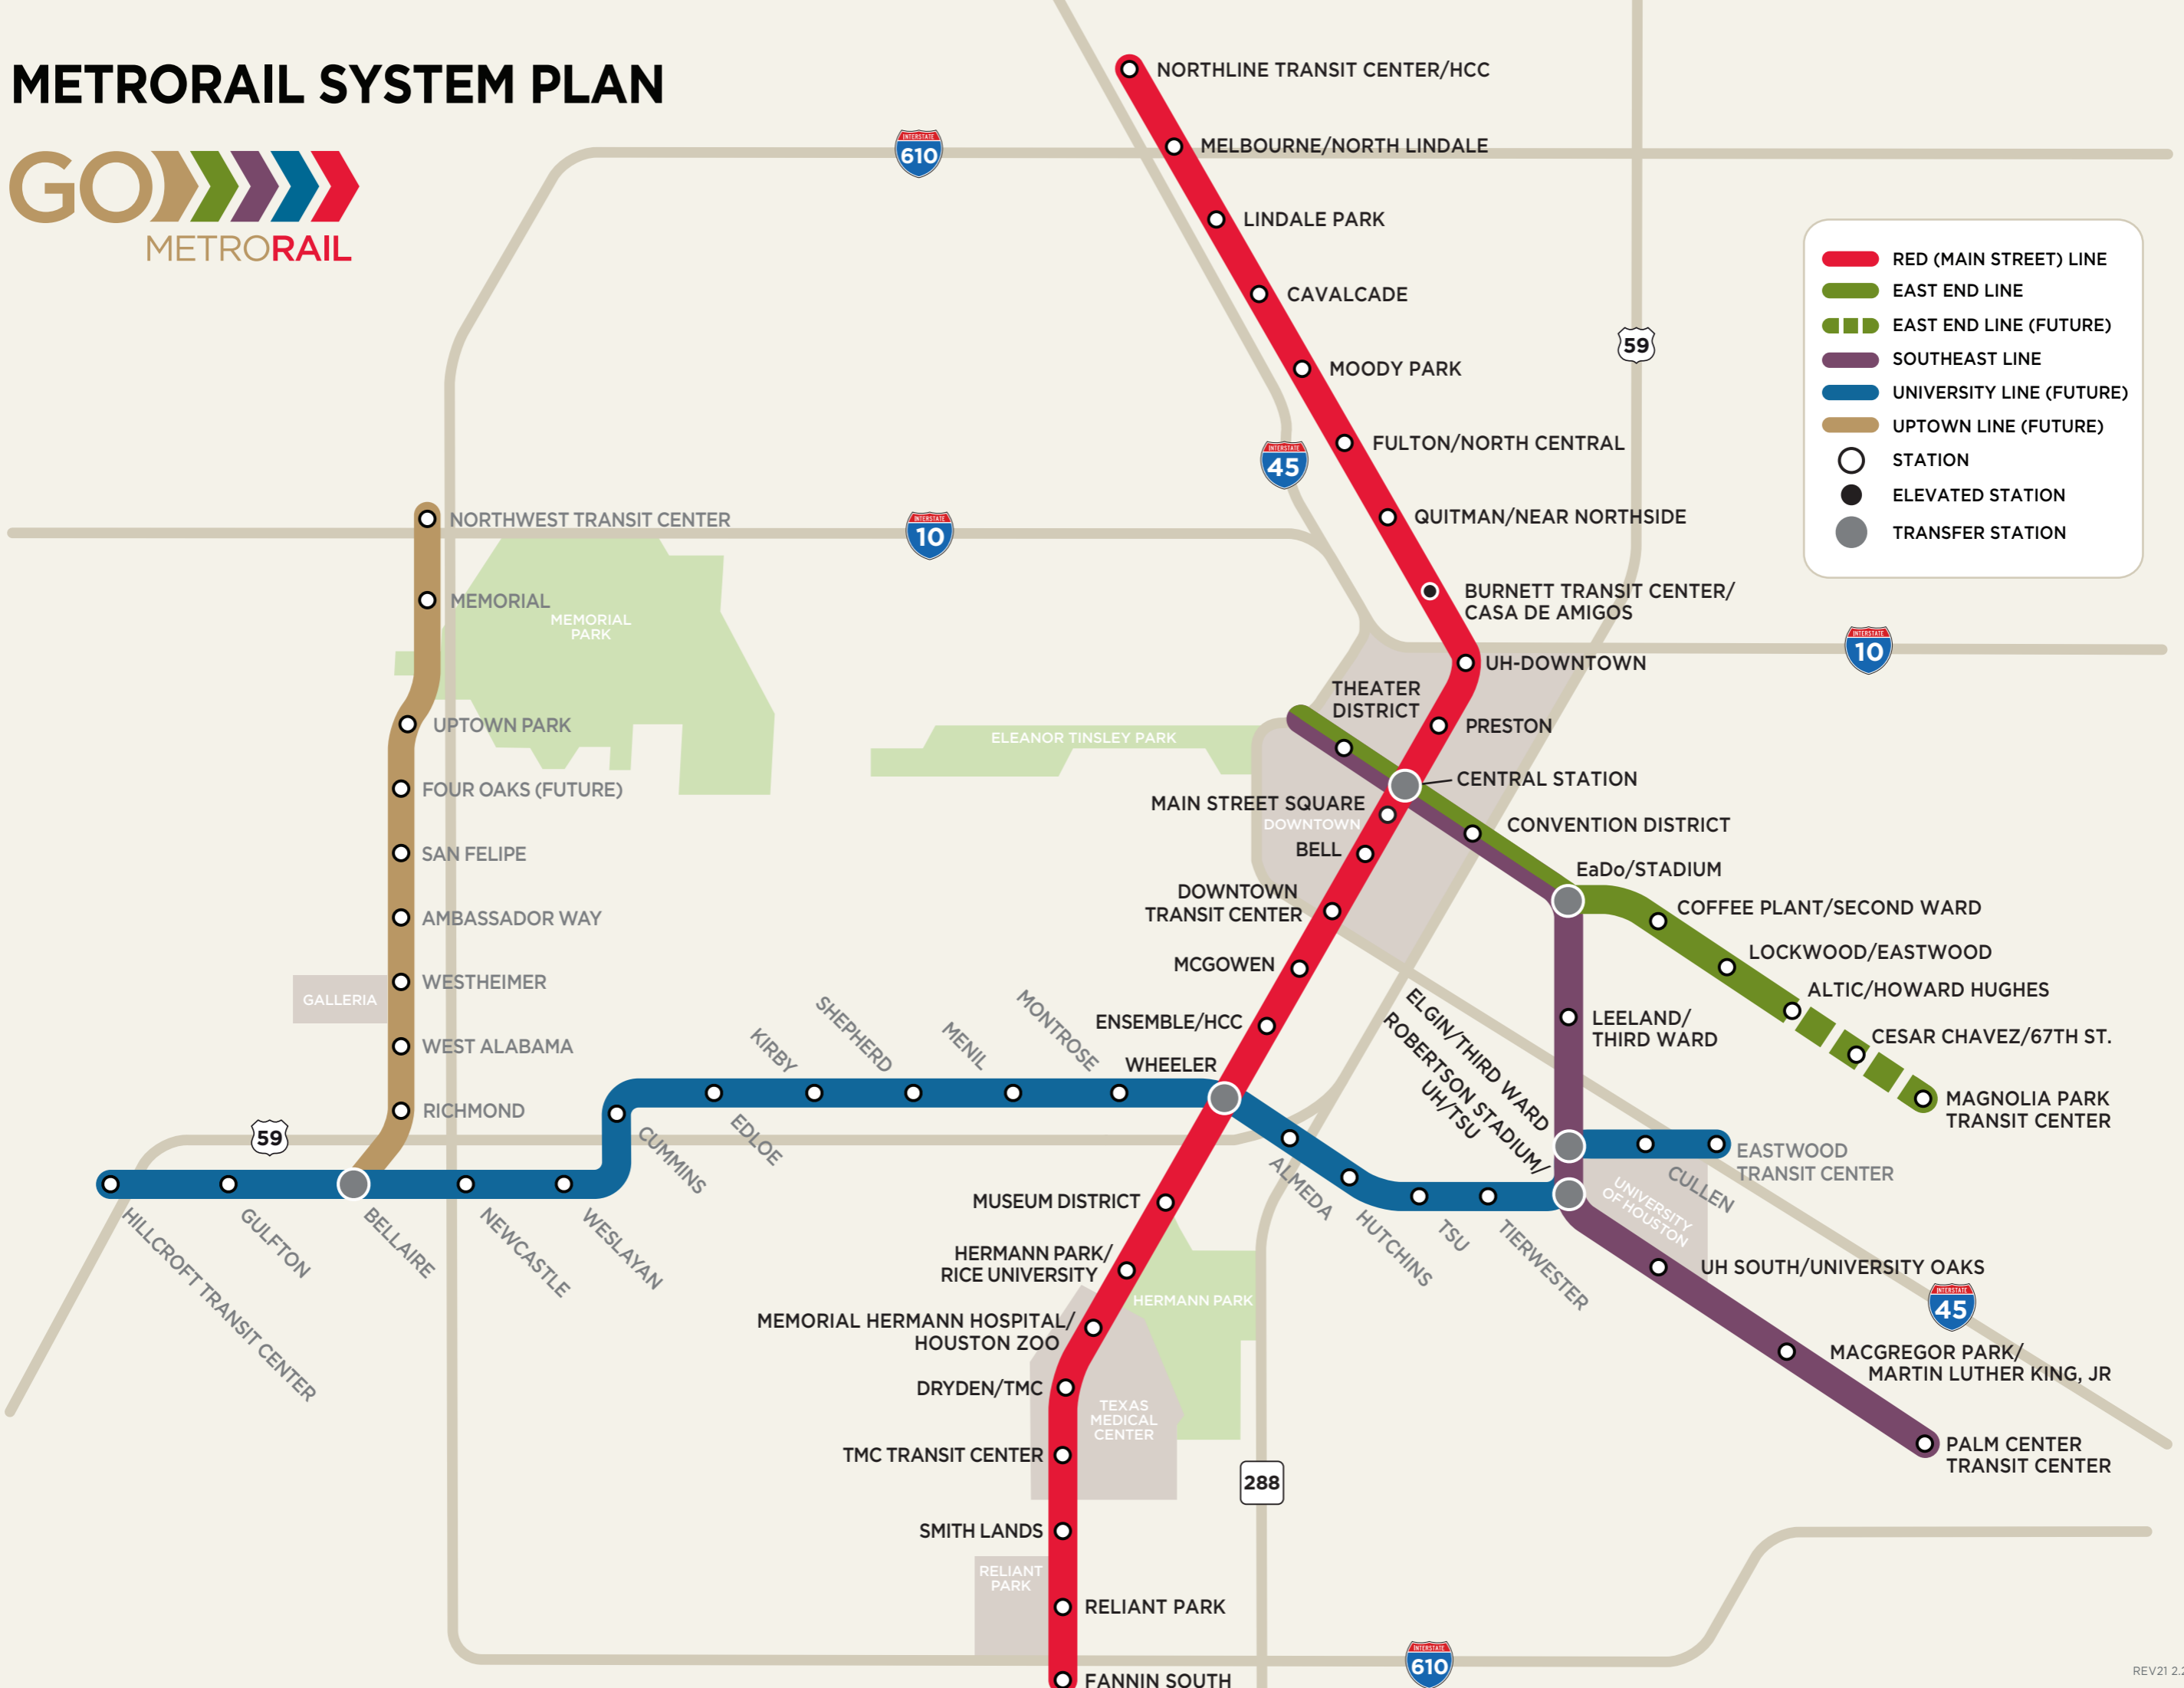 METRORAIL SYSTEM PLAN
GO
METRORAIL
NORTHLINE TRANSIT CENTER/HCC
MELBOURNE/NORTH LINDALE
INTERSTATE
610
LINDALE PARK
CAVALCADE
MOODY PARK
59
FULTON/NORTH CENTRAL
INTERSTATE
45
QUITMAN/NEAR NORTHSIDE
BURNETT TRANSIT CENTER/
CASA DE AMIGOS
UH-DOWNTOWN
INTERSTATE
10
RED (MAIN STREET) LINE
EAST END LINE
EAST END LINE (FUTURE)
SOUTHEAST LINE
UNIVERSITY LINE (FUTURE)
UPTOWN LINE (FUTURE)
STATION
ELEVATED STATION
TRANSFER STATION
NORTHWEST TRANSIT CENTER
INTERSTATE
10
MEMORIAL
MEMORIAL
PARK
UPTOWN PARK
FOUR OAKS (FUTURE)
SAN FELIPE
AMBASSADOR WAY
WESTHEIMER
GALLERIA
WEST ALABAMA
RICHMOND
59
ELEANOR TINSLEY PARK
THEATER
DISTRICT
PRESTON
CENTRAL STATION
MAIN STREET SQUARE
DOWNTOWN
CONVENTION DISTRICT
BELL
EaDo/STADIUM
DOWNTOWN
TRANSIT CENTER
COFFEE PLANT/SECOND WARD
LOCKWOOD/EASTWOOD
MCGOWEN
ALTIC/HOWARD HUGHES
CESAR CHAVEZ/67TH ST.
MAGNOLIA PARK
TRANSIT CENTER
ENSEMBLE/HCC
LEELAND/
THIRD WARD
WHEELER
ELGIN/THIRD WARD
ROBERTSON STADIUM/
UH/TSU
EASTWOOD
TRANSIT CENTER
CULLEN
UNIVERSITY
OF HOUSTON
HILLCROFT TRANSIT CENTER
GULFTON
BELLAIRE
NEWCASTLE
WESLAYAN
CUMMINS
EDLOE
KIRBY
SHEPHERD
MENIL
MONTROSE
ALMEDA
HUTCHINS
TSU
TIERWESTER
MUSEUM DISTRICT
HERMANN PARK/
RICE UNIVERSITY
HERMANN PARK
MEMORIAL HERMANN HOSPITAL/
HOUSTON ZOO
DRYDEN/TMC
TEXAS
MEDICAL
CENTER
TMC TRANSIT CENTER
SMITH LANDS
RELIANT
PARK
RELIANT PARK
FANNIN SOUTH
288
UH SOUTH/UNIVERSITY OAKS
INTERSTATE
45
MACGREGOR PARK/
MARTIN LUTHER KING, JR
PALM CENTER
TRANSIT CENTER
INTERSTATE
610
REV21